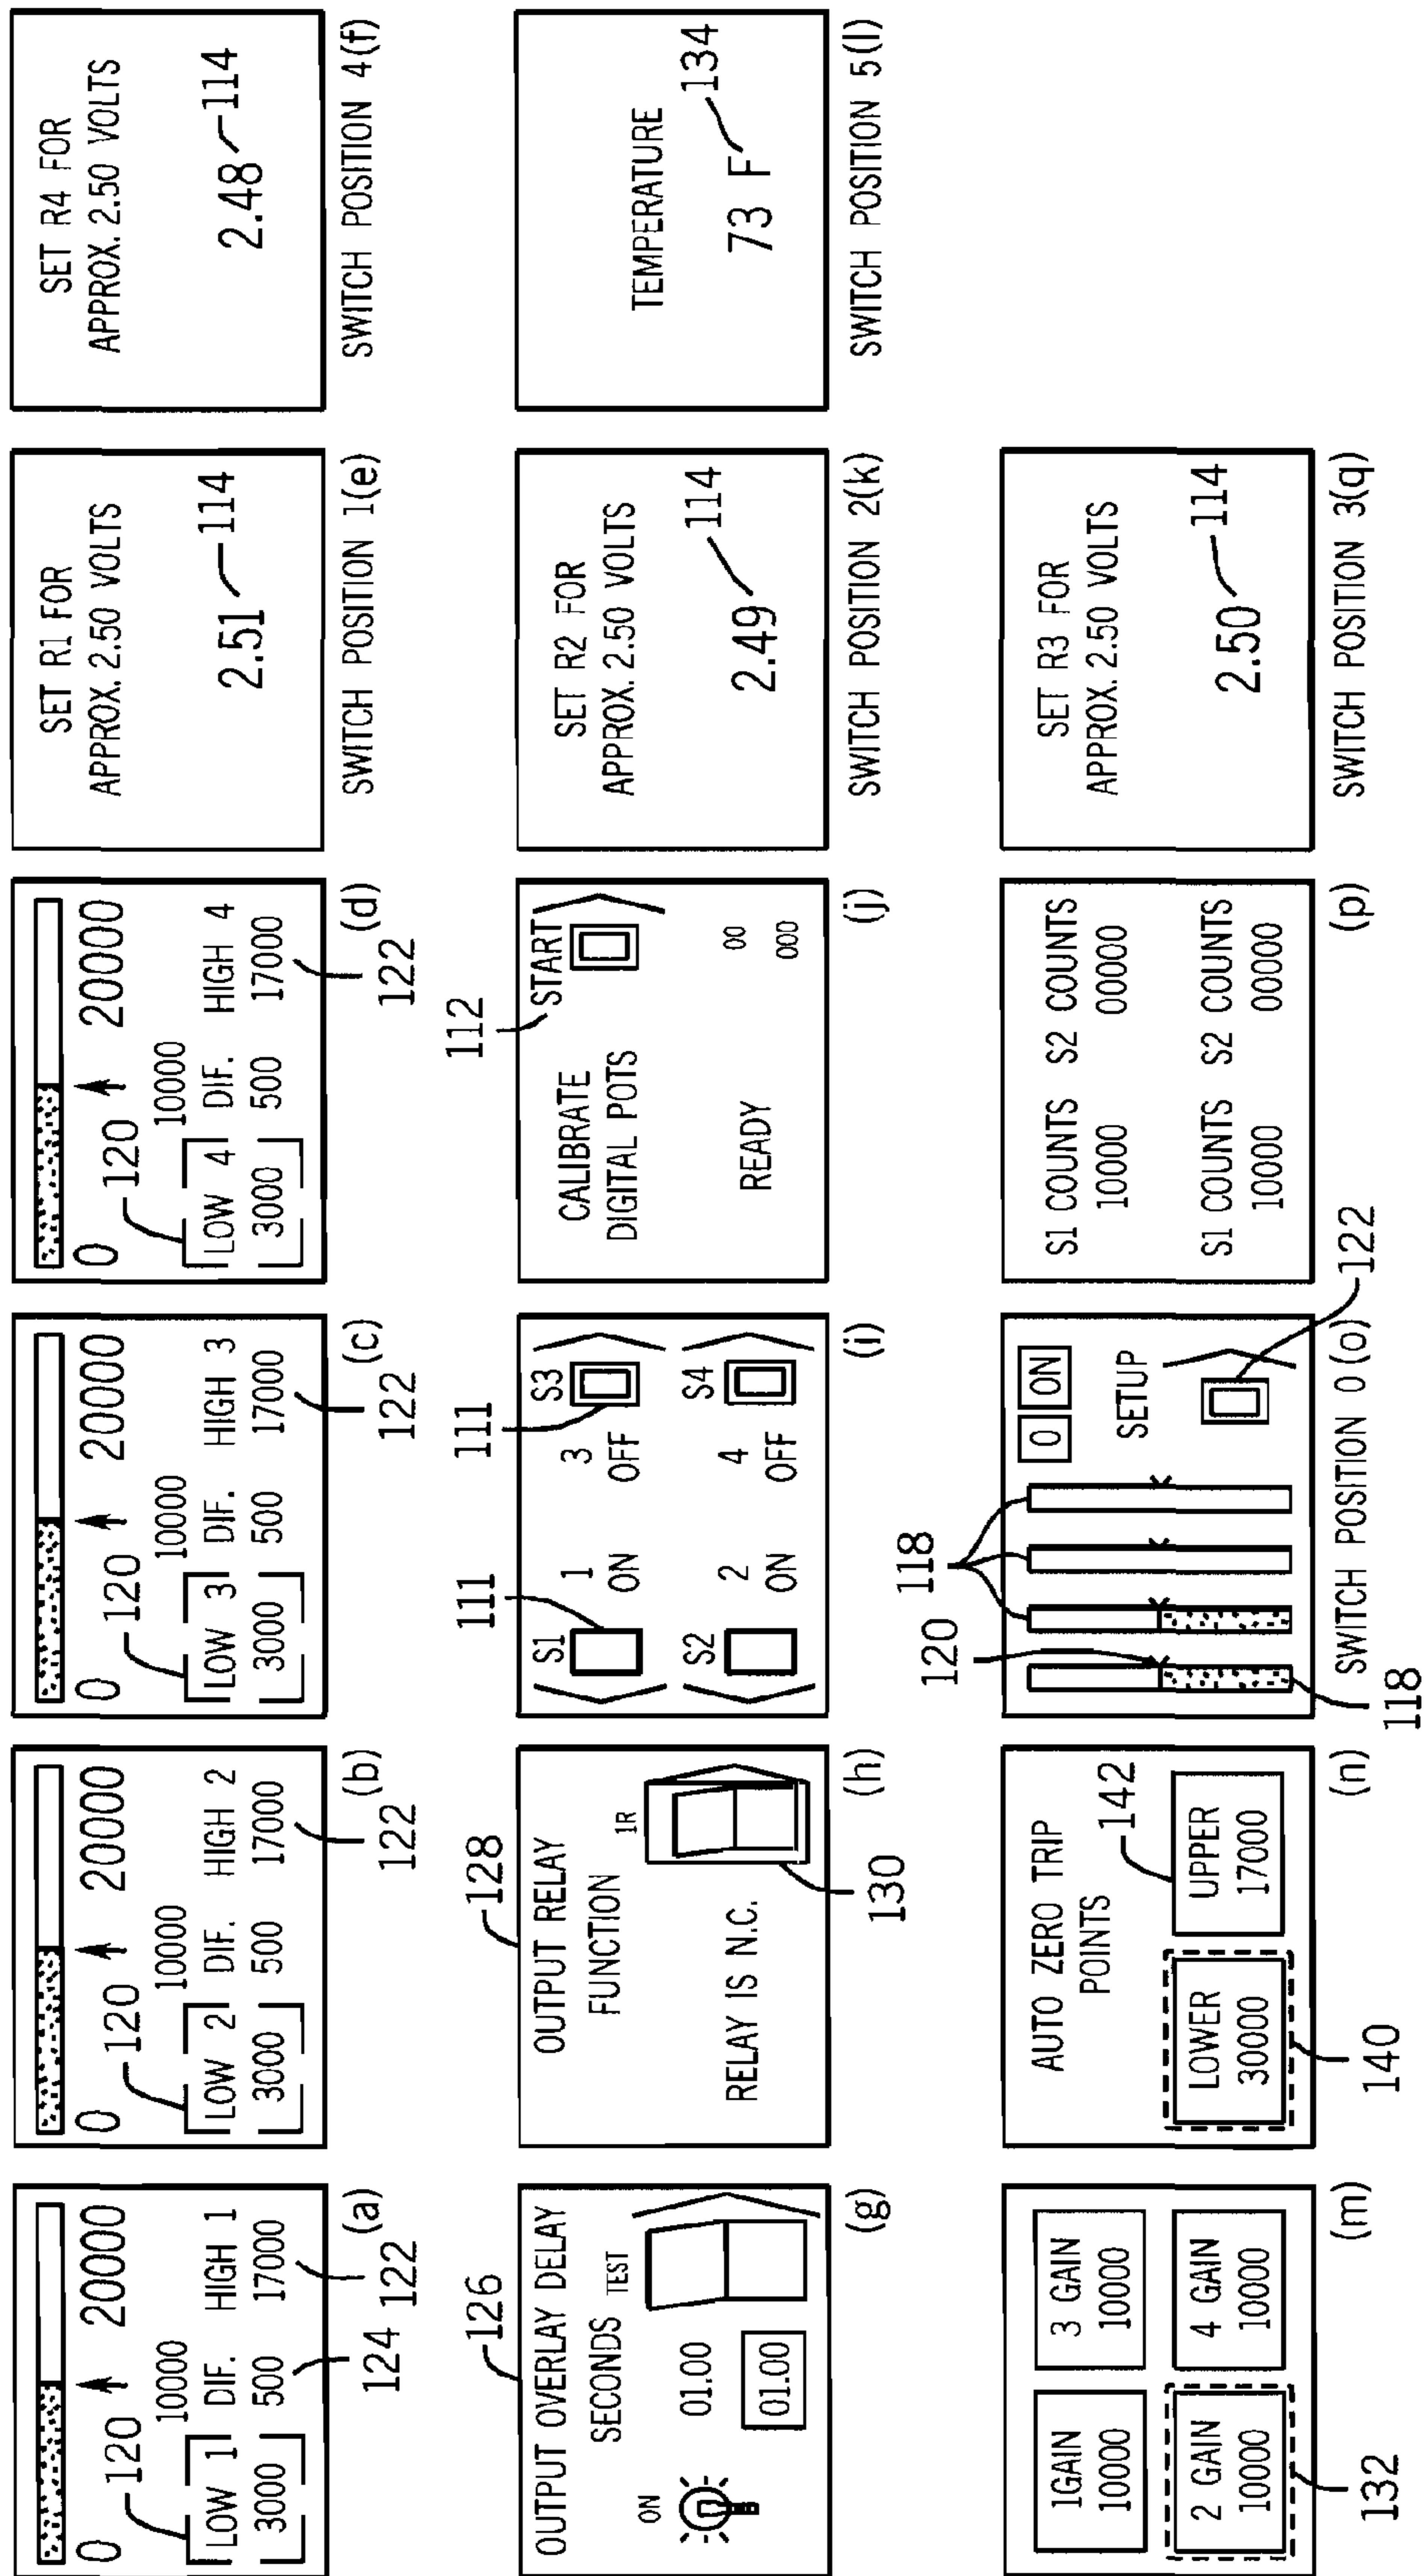 0 20000
120
10000
LOW 1 DIF. HIGH 1
3000 500 17000
(a)
124 122
0 20000
120
10000
LOW 2 DIF. HIGH 2
3000 500 17000
(b)
122
0 20000
120
10000
LOW 3 DIF. HIGH 3
3000 500 17000
(c)
122
0 20000
120
10000
LOW 4 DIF. HIGH 4
3000 500 17000
(d)
122
SET R1 FOR
APPROX. 2.50 VOLTS
2.51 114
SWITCH POSITION 1(e)
SET R4 FOR
APPROX. 2.50 VOLTS
2.48 114
SWITCH POSITION 4(f)
126
OUTPUT OVERLAY DELAY
SECONDS
ON 01.00 TEST
01.00
(g)
128
OUTPUT RELAY
FUNCTION
1R
RELAY IS N.C.
(h)
130
111 111
S1 1 3 S3
ON OFF
S2 2 4 S4
ON OFF
(i)
112
START
CALIBRATE
DIGITAL POTS
READY 00
000
(j)
SET R2 FOR
APPROX. 2.50 VOLTS
114
2.49
SWITCH POSITION 2(k)
TEMPERATURE
134
73 F
SWITCH POSITION 5(l)
1GAIN 3 GAIN
10000 10000
2 GAIN 4 GAIN
10000 10000
(m)
132
AUTO ZERO TRIP
POINTS
142
LOWER UPPER
30000 17000
(n)
140
118
120
0 ON
SETUP
SWITCH POSITION 0 (o)
118
122
S1 COUNTS S2 COUNTS
10000 00000
S1 COUNTS S2 COUNTS
10000 00000
(p)
SET R3 FOR
APPROX. 2.50 VOLTS
2.50 114
SWITCH POSITION 3(q)